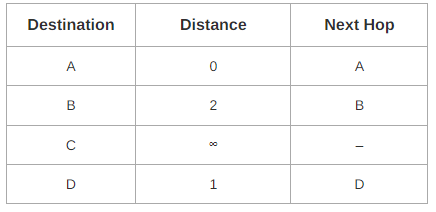 Destination Distance Next Hop
A 0 A
B 2 B
C ∞ –
D 1 D